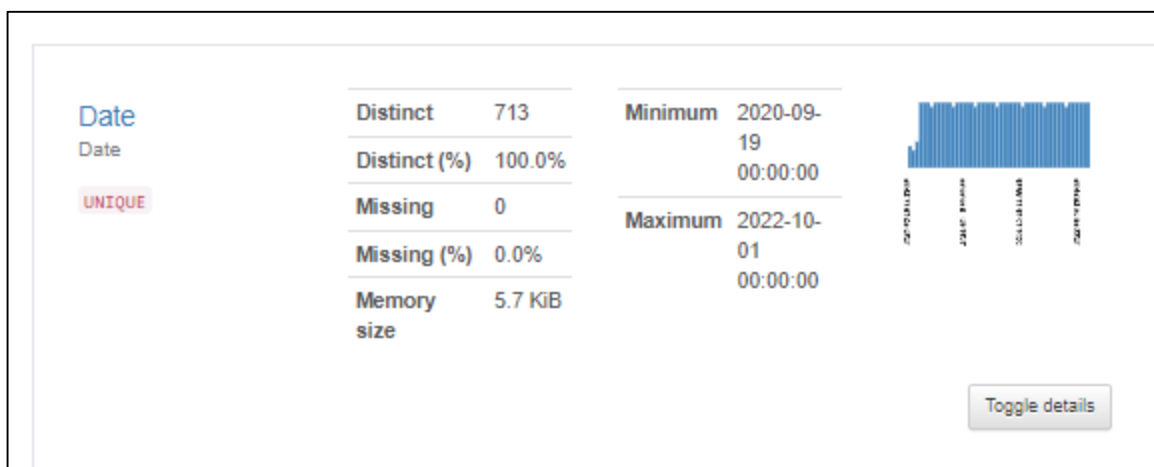 Date
Date
UNIQUE
Distinct 713
Distinct (%) 100.0%
Missing 0
Missing (%) 0.0%
Memory
size 5.7 KiB
Minimum 2020-09-
19
00:00:00
Maximum 2022-10-
01
00:00:00
Toggle details